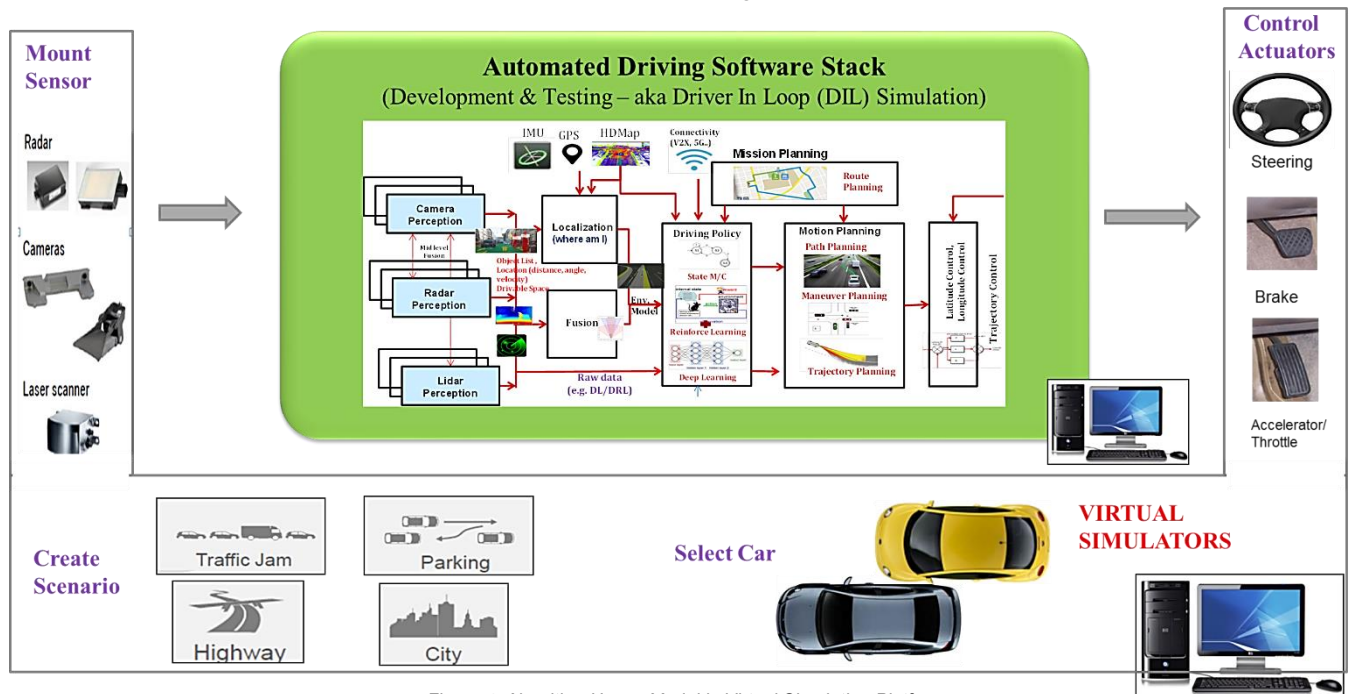 Mount
Sensor
Radar
Cameras
Laser scanner
Automated Driving Software Stack
(Development & Testing – aka Driver In Loop (DIL) Simulation)
IMU
GPS
HDMap
Connectivity
(V2X, 5G..)
Mission Planning
Route
Planning
Camera
Perception
Mid level
Fusion
Radar
Perception
Lidar
Perception
Object List ,
Location (distance, angle,
velocity)
Drivable Space
Localization
(where am I)
Fusion
Env.
Model
Raw data
(e.g. DL/DRL)
Driving Policy
State M/C
Reinforce Learning
Deep Learning
Motion Planning
Path Planning
Maneuver Planning
Trajectory Planning
Latitude Control,
Longitude Control
Trajectory Control
Control
Actuators
Steering
Brake
Accelerator/
Throttle
Create
Scenario
Traffic Jam
Parking
Highway
City
Select Car
VIRTUAL
SIMULATORS